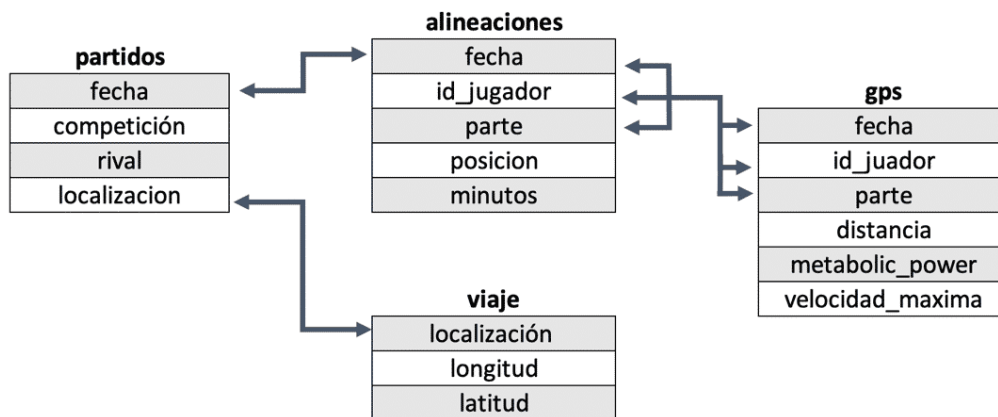 partidos
fecha
competición
rival
localizacion
alineaciones
fecha
id_jugador
parte
posicion
minutos
gps
fecha
id_juador
parte
distancia
metabolic_power
velocidad_maxima
viaje
localización
longitud
latitud